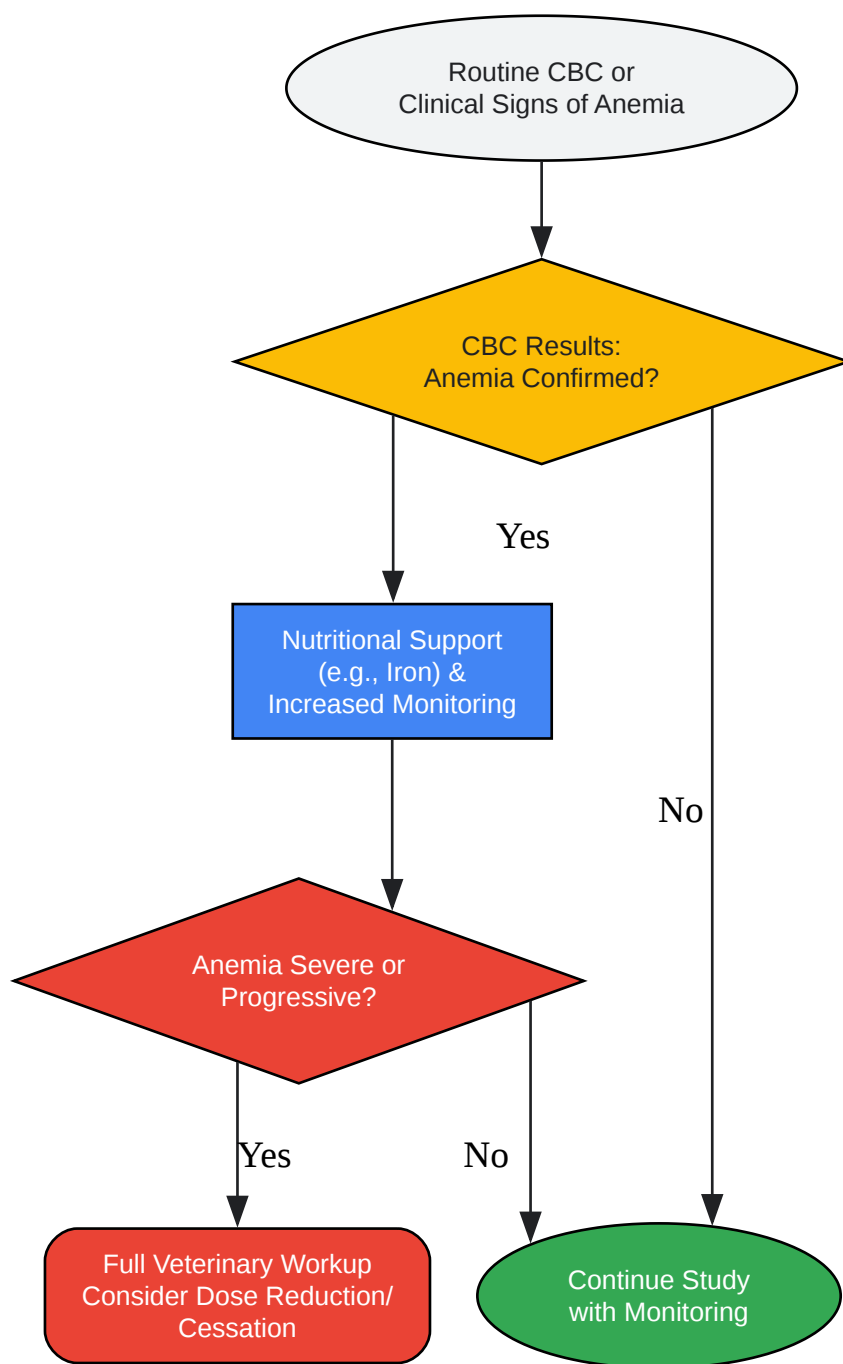 Routine CBC or
Clinical Signs of Anemia
CBC Results:
Anemia Confirmed?
Yes
Nutritional Support
(e.g., Iron) &
Increased Monitoring
No
Anemia Severe or
Progressive?
Yes
No
Full Veterinary Workup
Consider Dose Reduction/
Cessation
Continue Study
with Monitoring